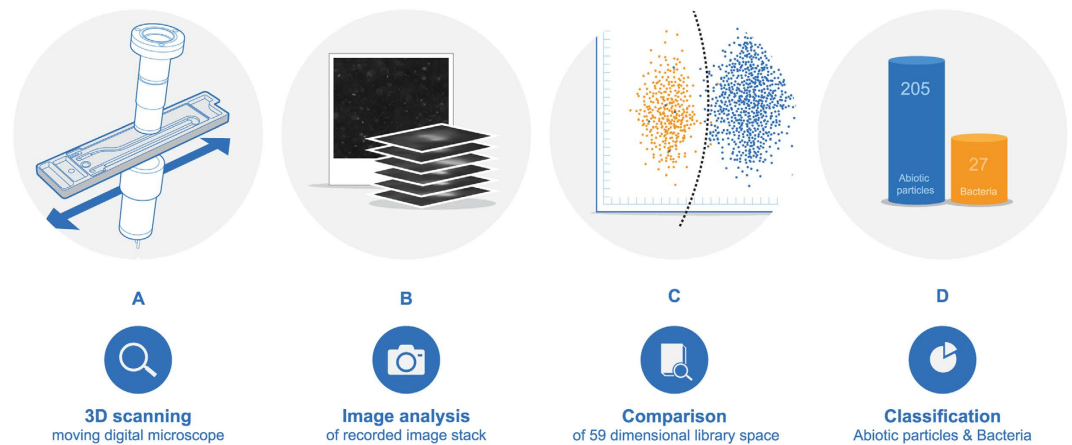 205
Abiotic
particles
27
Bacteria
A
B
C
D
3D scanning
moving digital microscope
Image analysis
of recorded image stack
Comparison
of 59 dimensional library space
Classification
Abiotic particles & Bacteria